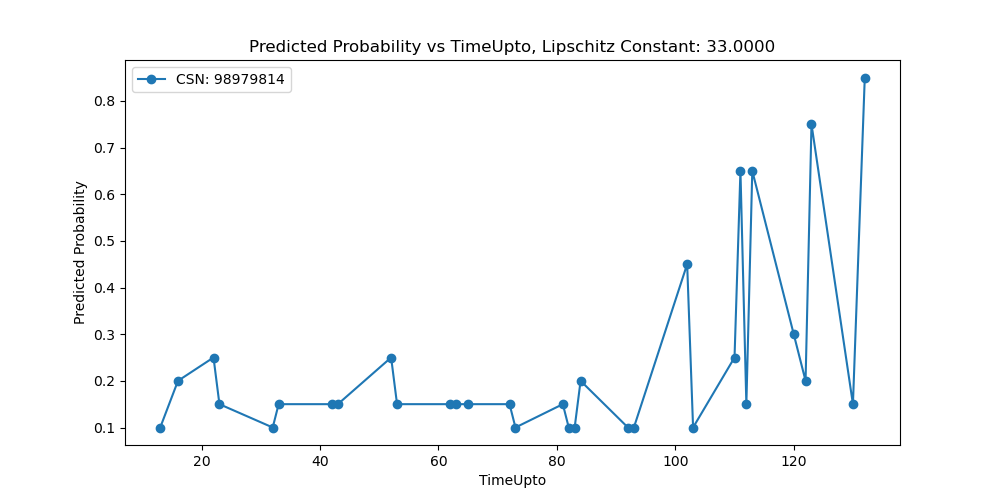 Predicted Probability vs TimeUpto, Lipschitz Constant: 33.0000
CSN: 98979814
Predicted Probability
0.8
0.7
0.6
0.5
0.4
0.3
0.2
0.1
20 40 60 80 100 120
TimeUpto